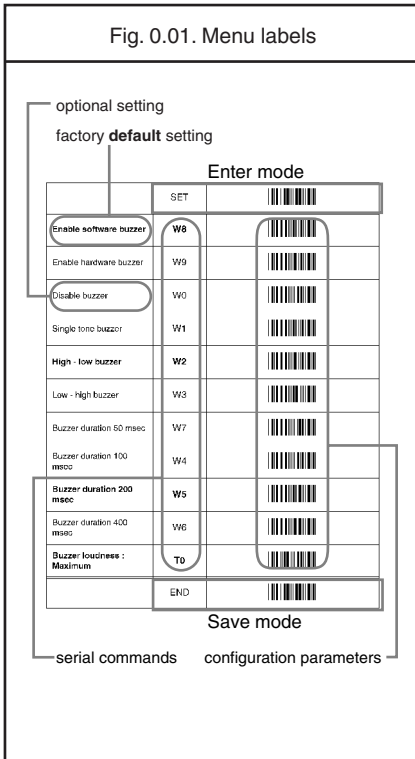 Fig. 0.01. Menu labels
optional setting
factory default setting
Enter mode
SET
Enable software buzzer W8
Enable hardware buzzer W9
Disable buzzer W0
Single tone buzzer W1
High - low buzzer W2
Low - high buzzer W3
Buzzer duration 50 msec W7
Buzzer duration 100
msec W4
Buzzer duration 200
msec W5
Buzzer duration 400
msec W6
Buzzer loudness :
Maximum T0
END
Save mode
serial commands configuration parameters